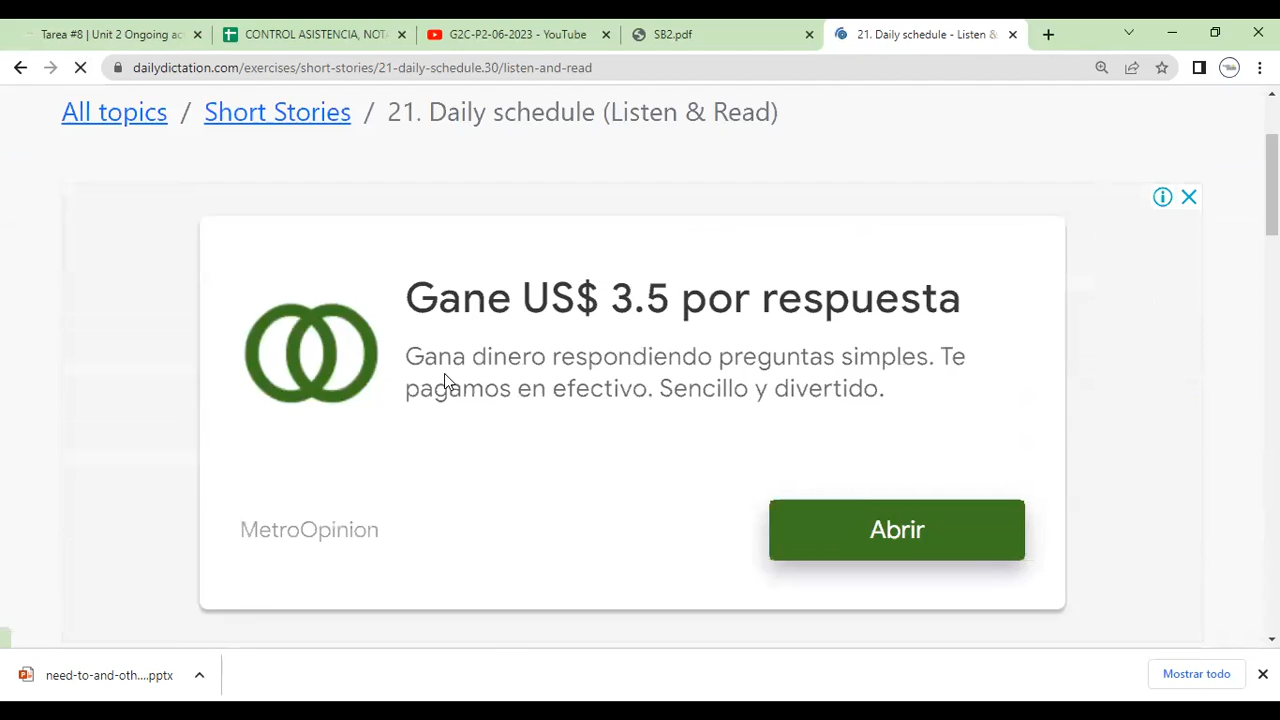 Tarea #8 | Unit 2 Ongoing ac
CONTROL ASISTENCIA, NOT
G2C-P2-06-2023 - YouTube
SB2.pdf
21. Daily schedule - Listen &
dailydictation.com/exercises/short-stories/21-daily-schedule.30/listen-and-read
All topics / Short Stories / 21. Daily schedule (Listen & Read)
Gane US$ 3.5 por respuesta
Gana dinero respondiendo preguntas simples. Te
pagamos en efectivo. Sencillo y divertido.
MetroOpinion
Abrir
need-to-and-oth....pptx
Mostrar todo